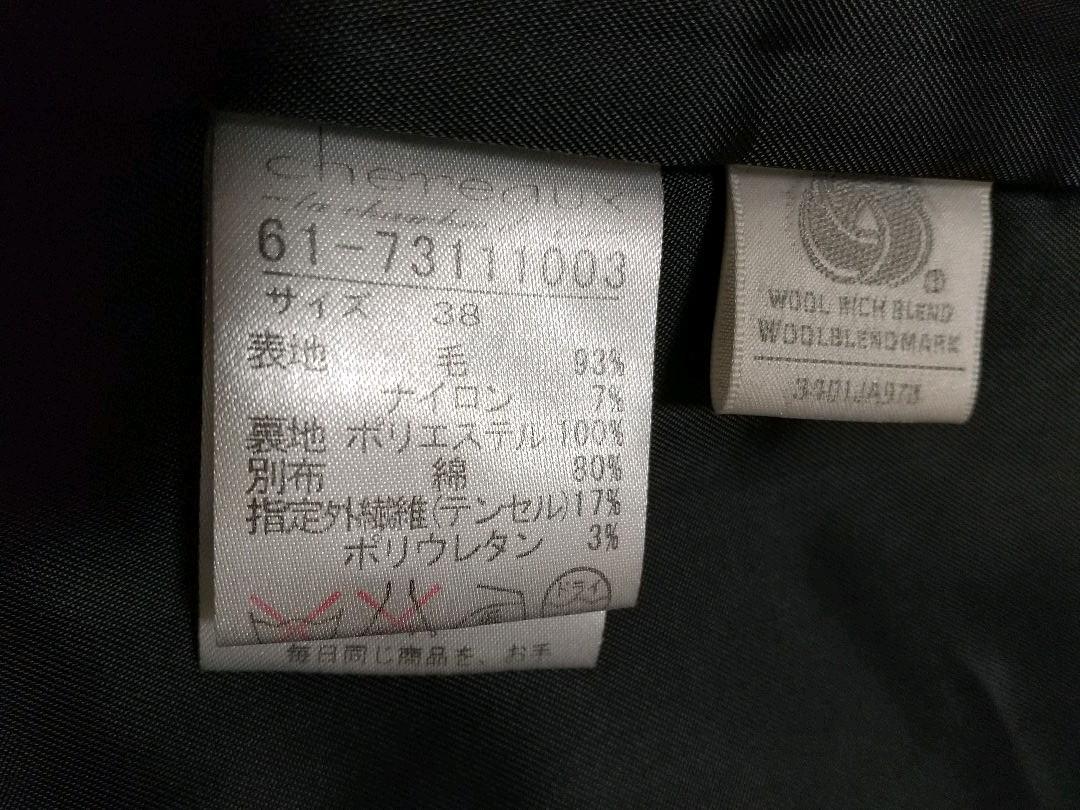 chereaux
61-73111003
サイズ 38
表地 毛 93%
ナイロン 7%
裏地 ポリエステル 100%
別布 綿 80%
指定外繊維(テンセル)17%
ポリウレタン 3%
ドライ
毎日同じ商品を、お手
WOOL RICH BLEND
WOOLBLENDMARK